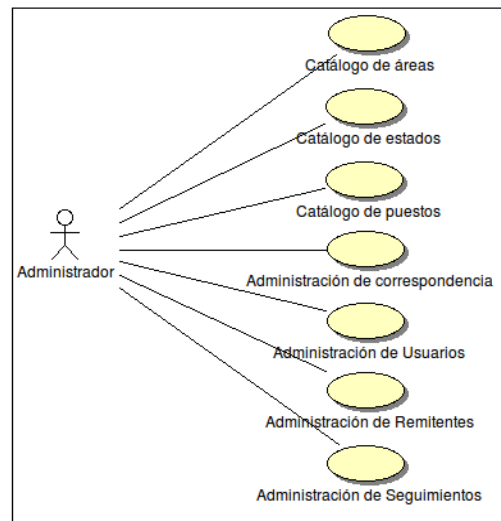 Catálogo de áreas
Catálogo de estados
Catálogo de puestos
Administrador
Administración de correspondencia
Administración de Usuarios
Administración de Remitentes
Administración de Seguimientos